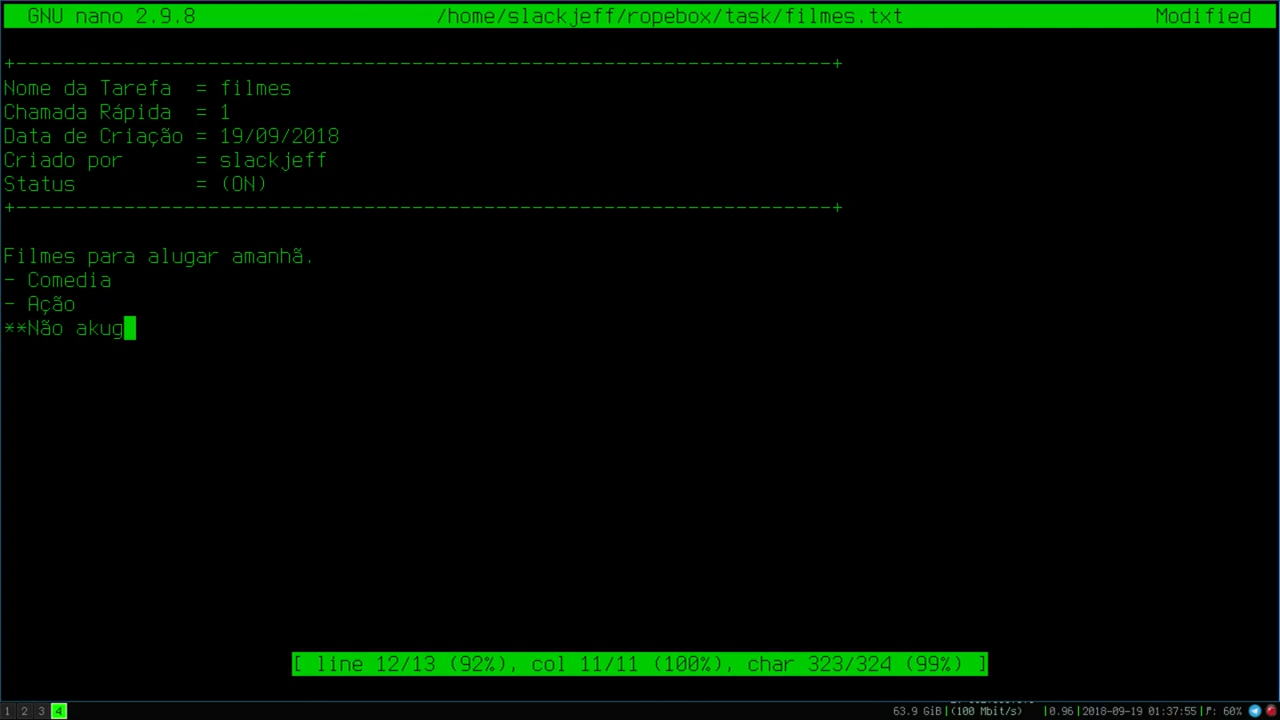 GNU nano 2.9.8 /home/slackjeff/ropebox/task/filmes.txt Modified
+--------------------------------------------------------------------+
Nome da Tarefa = filmes
Chamada Rápida = 1
Data de Criação = 19/09/2018
Criado por = slackjeff
Status = (ON)
+--------------------------------------------------------------------+
Filmes para alugar amanhã.
- Comedia
- Ação
**Não akug
[ line 12/13 (92%), col 11/11 (100%), char 323/324 (99%) ]
1 2 3 4 63.9 GiB|(100 Mbit/s) |0.96|2018-09-19 01:37:55| 60%